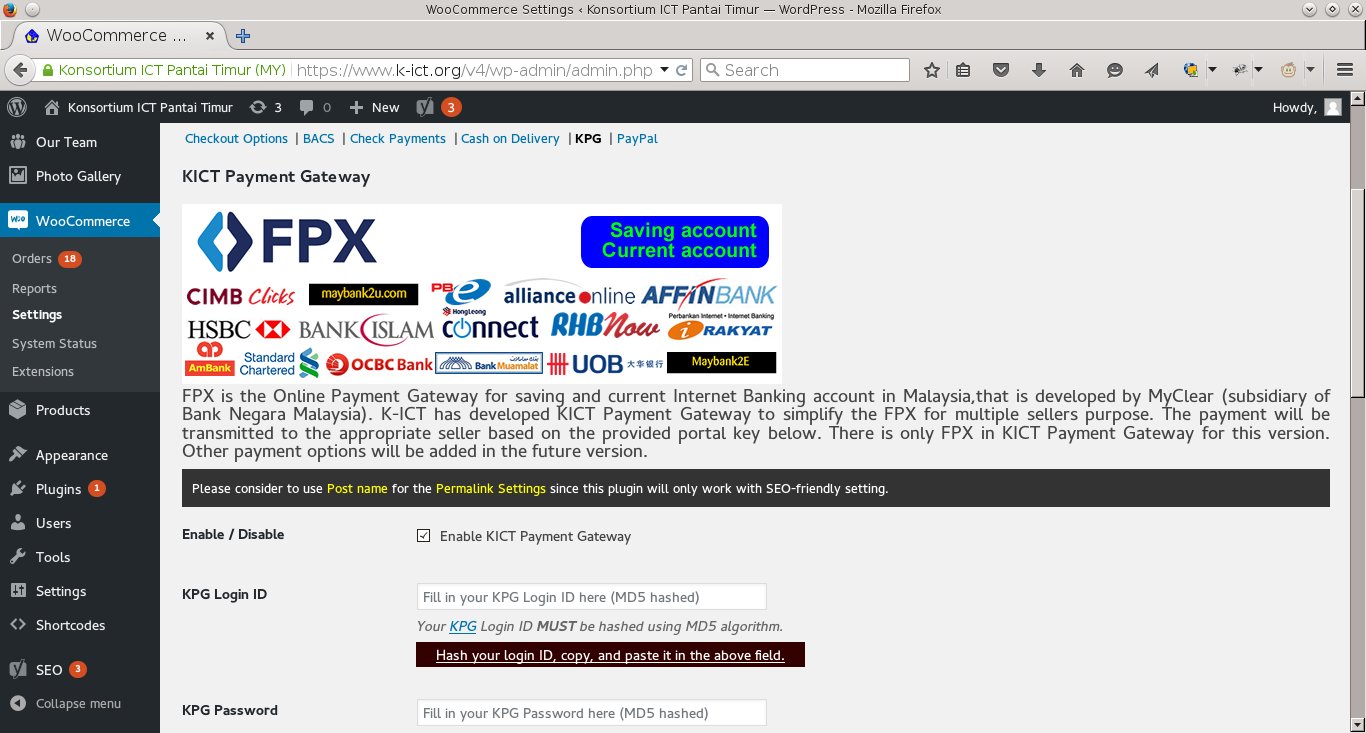 WooCommerce Settings ‹ Konsortium ICT Pantai Timur — WordPress - Mozilla Firefox
WooCommerce ...
Konsortium ICT Pantai Timur (MY) https://www.k-ict.org/v4/wp-admin/admin.php Search
Konsortium ICT Pantai Timur 3 0 New 3 Howdy,
Our Team
Photo Gallery
WooCommerce
Orders 18
Reports
Settings
System Status
Extensions
Products
Appearance
Plugins 1
Users
Tools
Settings
Shortcodes
SEO 3
Collapse menu
Checkout Options | BACS | Check Payments | Cash on Delivery | KPG | PayPal
KICT Payment Gateway
FPX
Saving account
Current account
CIMB Clicks maybank2u.com PBe alliance online AFFINBANK
HSBC BANK ISLAM HongLeong Connect RHBNow Perbankan Internet • Internet Banking iRAKYAT
AmBank Standard Chartered OCBC Bank Bank Muamalat UOB 大华银行 Maybank2E
FPX is the Online Payment Gateway for saving and current Internet Banking account in Malaysia,that is developed by MyClear (subsidiary of
Bank Negara Malaysia). K-ICT has developed KICT Payment Gateway to simplify the FPX for multiple sellers purpose. The payment will be
transmitted to the appropriate seller based on the provided portal key below. There is only FPX in KICT Payment Gateway for this version.
Other payment options will be added in the future version.
Please consider to use Post name for the Permalink Settings since this plugin will only work with SEO-friendly setting.
Enable / Disable
Enable KICT Payment Gateway
KPG Login ID
Fill in your KPG Login ID here (MD5 hashed)
Your KPG Login ID MUST be hashed using MD5 algorithm.
Hash your login ID, copy, and paste it in the above field.
KPG Password
Fill in your KPG Password here (MD5 hashed)